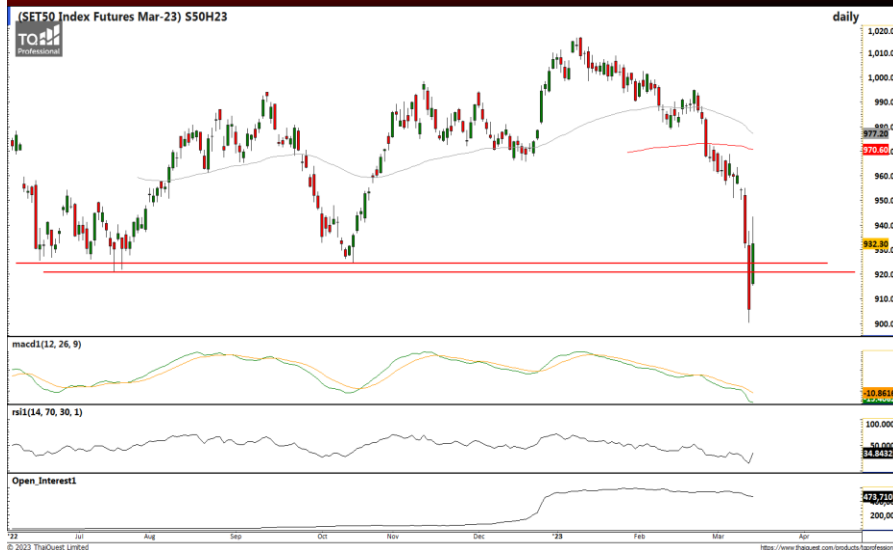 (SET50 Index Futures Mar-23) S50H23
daily
TQ
Professional
1,020.0
1,010.0
1,000.0
990.0
980.0
977.20
970.60
960.0
950.0
940.0
932.30
920.0
910.0
900.0
macd1(12, 26, 9)
-10.8616
rsi1(14, 70, 30, 1)
100.000
50.000
34.8432
Open_Interest1
473,710
200,00
'22 Jul Aug Sep Oct Nov Dec '23 Feb Mar Apr
© 2023 ThaiQuest Limited
https://www.thaiquest.com/products/tqprofession